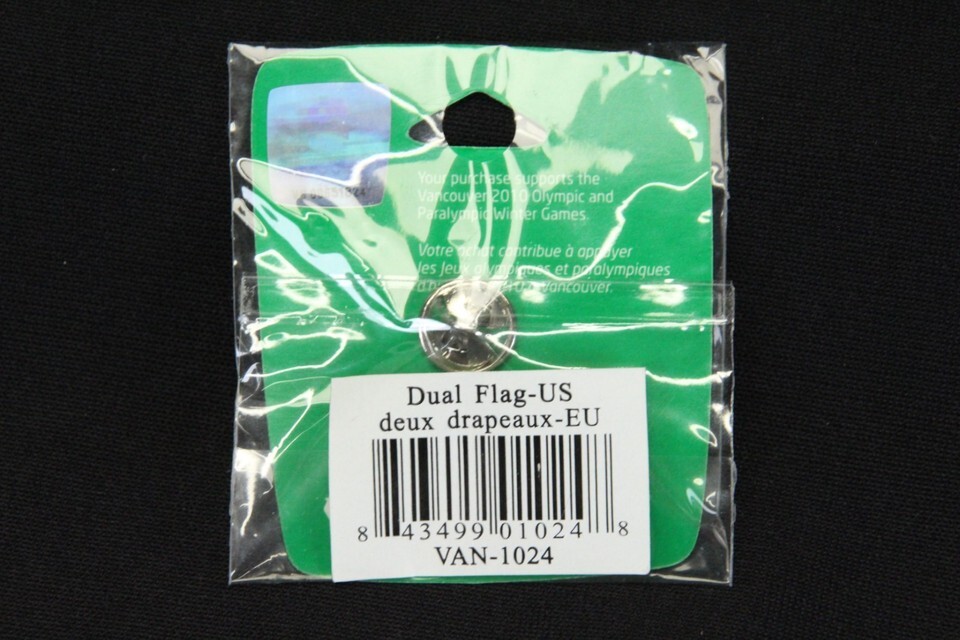 Your purchase supports the
Vancouver 2010 Olympic and
Paralympic Winter Games.
Votre achat contribue à appuyer
les Jeux olympiques et paralympiques
Vancouver.
Dual Flag-US
deux drapeaux-EU
8 43499 01024 8
VAN-1024